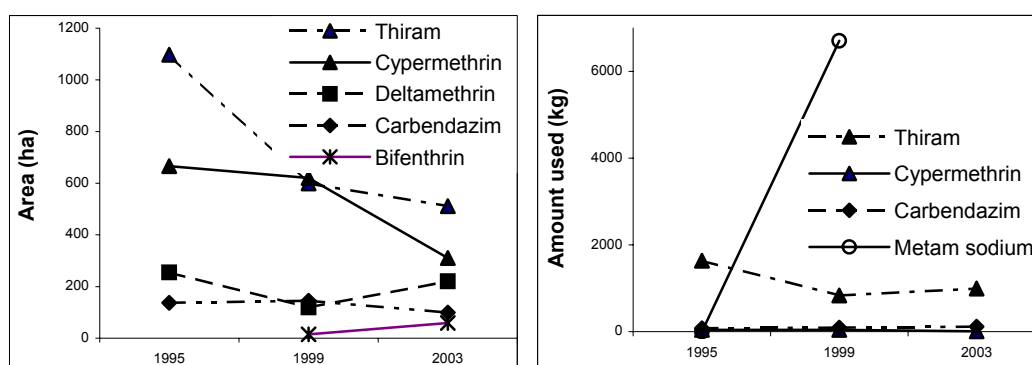 1200
1000
800
600
400
200
0
Area (ha)
Thiram
Cypermethrin
Deltamethrin
Carbendazim
Bifenthrin
1995
1999
2003
6000
4000
2000
0
Amount used (kg)
Thiram
Cypermethrin
Carbendazim
Metam sodium
1995
1999
2003